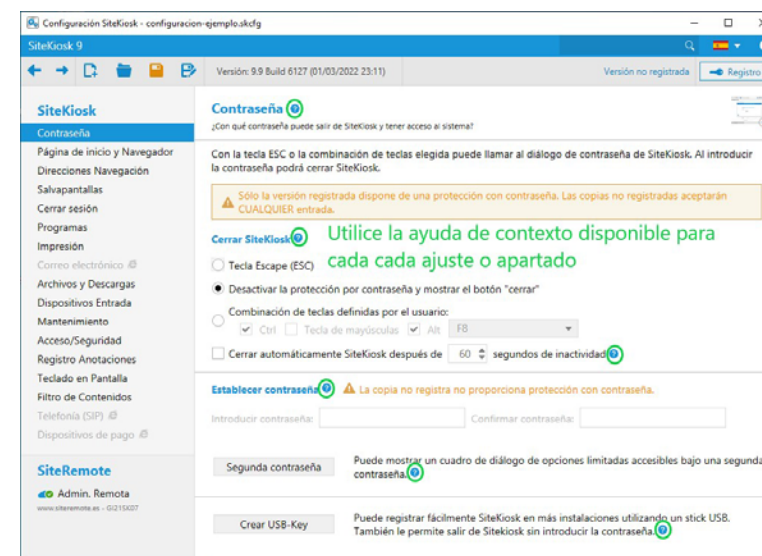 Configuración SiteKiosk - configuracion-ejemplo.skcfg
SiteKiosk 9
Versión: 9.9 Build 6127 (01/03/2022 23:11)
Versión no registrada
Registro
SiteKiosk
Contraseña
Página de inicio y Navegador
Direcciones Navegación
Salvapantallas
Cerrar sesión
Programas
Impresión
Correo electrónico
Archivos y Descargas
Dispositivos Entrada
Mantenimiento
Acceso/Seguridad
Registro Anotaciones
Teclado en Pantalla
Filtro de Contenidos
Telefonía (SIP)
Dispositivos de pago
SiteRemote
Admin. Remota
www.siteremote.es - GI215K07
Contraseña
¿Con qué contraseña puede salir de SiteKiosk y tener acceso al sistema?
Con la tecla ESC o la combinación de teclas elegida puede llamar al diálogo de contraseña de SiteKiosk. Al introducir
la contraseña podrá cerrar SiteKiosk.
Sólo la versión registrada dispone de una protección con contraseña. Las copias no registradas aceptarán
CUALQUIER entrada.
Cerrar SiteKiosk
Utilice la ayuda de contexto disponible para
cada cada ajuste o apartado
Tecla Escape (ESC)
Desactivar la protección por contraseña y mostrar el botón "cerrar"
Combinación de teclas definidas por el usuario:
Ctrl Tecla de mayúsculas Alt F8
Cerrar automáticamente SiteKiosk después de 60 segundos de inactividad
Establecer contraseña
La copia no registra no proporciona protección con contraseña.
Introducir contraseña:
Confirmar contraseña:
Segunda contraseña
Puede mostrar un cuadro de diálogo de opciones limitadas accesibles bajo una segunda
contraseña.
Crear USB-Key
Puede registrar fácilmente SiteKiosk en más instalaciones utilizando un stick USB.
También le permite salir de Sitekiosk sin introducir la contraseña.